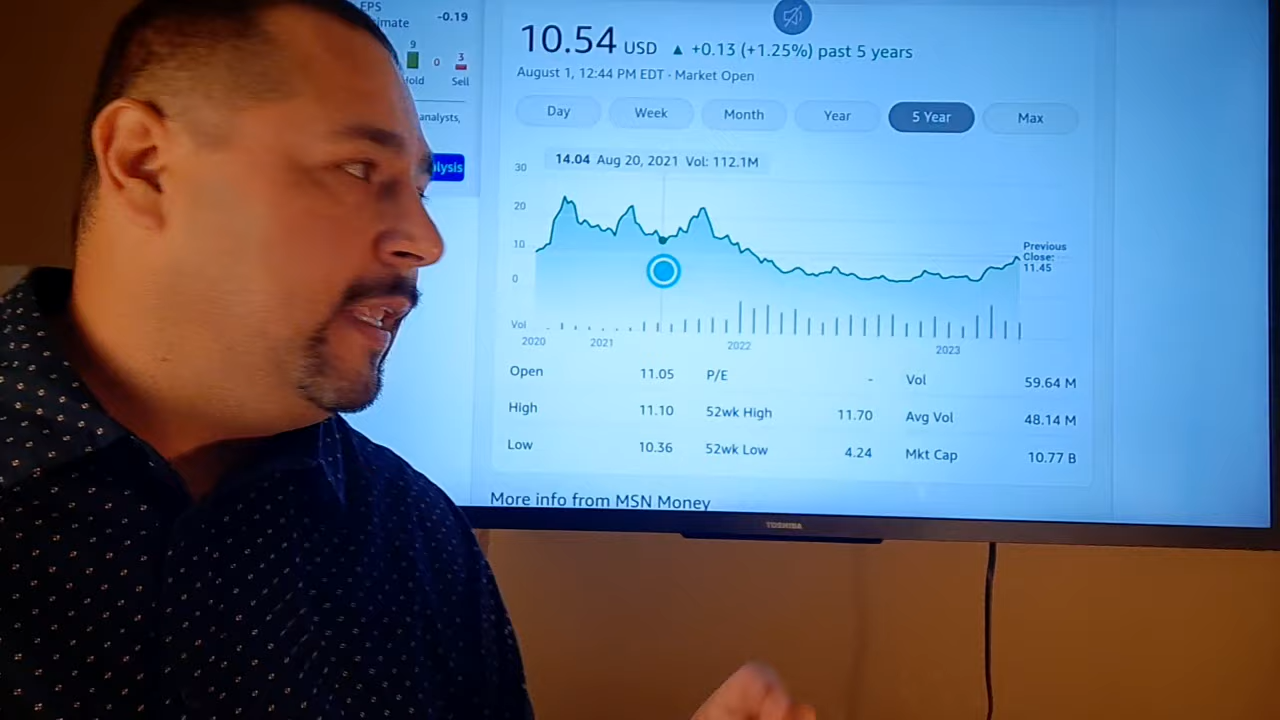 EPS
-0.19
9
0
3
Sell
analysts,
10.54 USD ▲ +0.13 (+1.25%) past 5 years
August 1, 12:44 PM EDT · Market Open
Day Week Month Year 5 Year Max
14.04 Aug 20, 2021 Vol: 112.1M
30
20
10
0
Previous
Close:
11.45
Vol
2020 2021 2022 2023
Open 11.05 P/E - Vol 59.64 M
High 11.10 52wk High 11.70 Avg Vol 48.14 M
Low 10.36 52wk Low 4.24 Mkt Cap 10.77 B
More info from MSN Money
TOSHIBA